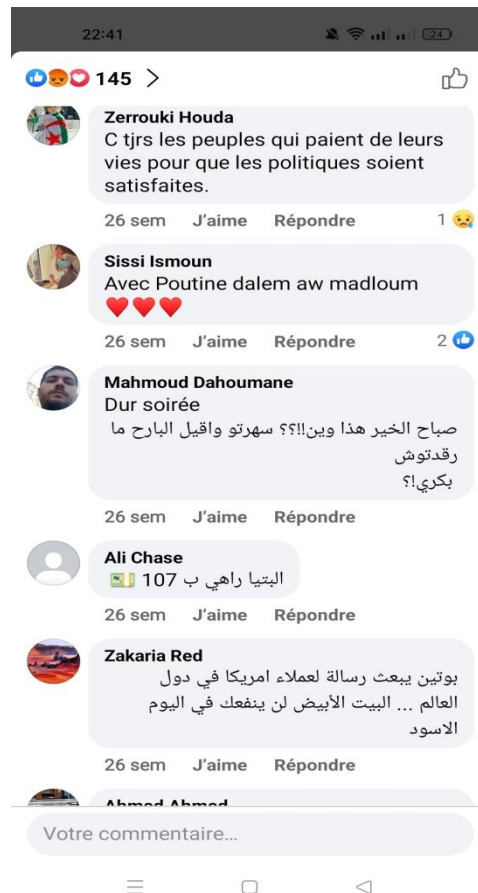 22:41
24
145 >
Zerrouki Houda
C tjrs les peuples qui paient de leurs
vies pour que les politiques soient
satisfaites.
26 sem J'aime Répondre 1
Sissi Ismoun
Avec Poutine dalem aw madloum
❤️❤️❤️
26 sem J'aime Répondre 2
Mahmoud Dahoumane
Dur soirée
صباح الخير هذا وين!!؟؟ سهرتو واقيل البارح ما
رقدتوش
بكري!؟
26 sem J'aime Répondre
Ali Chase
البتيا راهي ب 107 💵
26 sem J'aime Répondre
Zakaria Red
بوتين يبعث رسالة لعملاء امريكا في دول
العالم ... البيت الأبيض لن ينفعك في اليوم
الاسود
26 sem J'aime Répondre
Ahmed Ahmed
Votre commentaire...